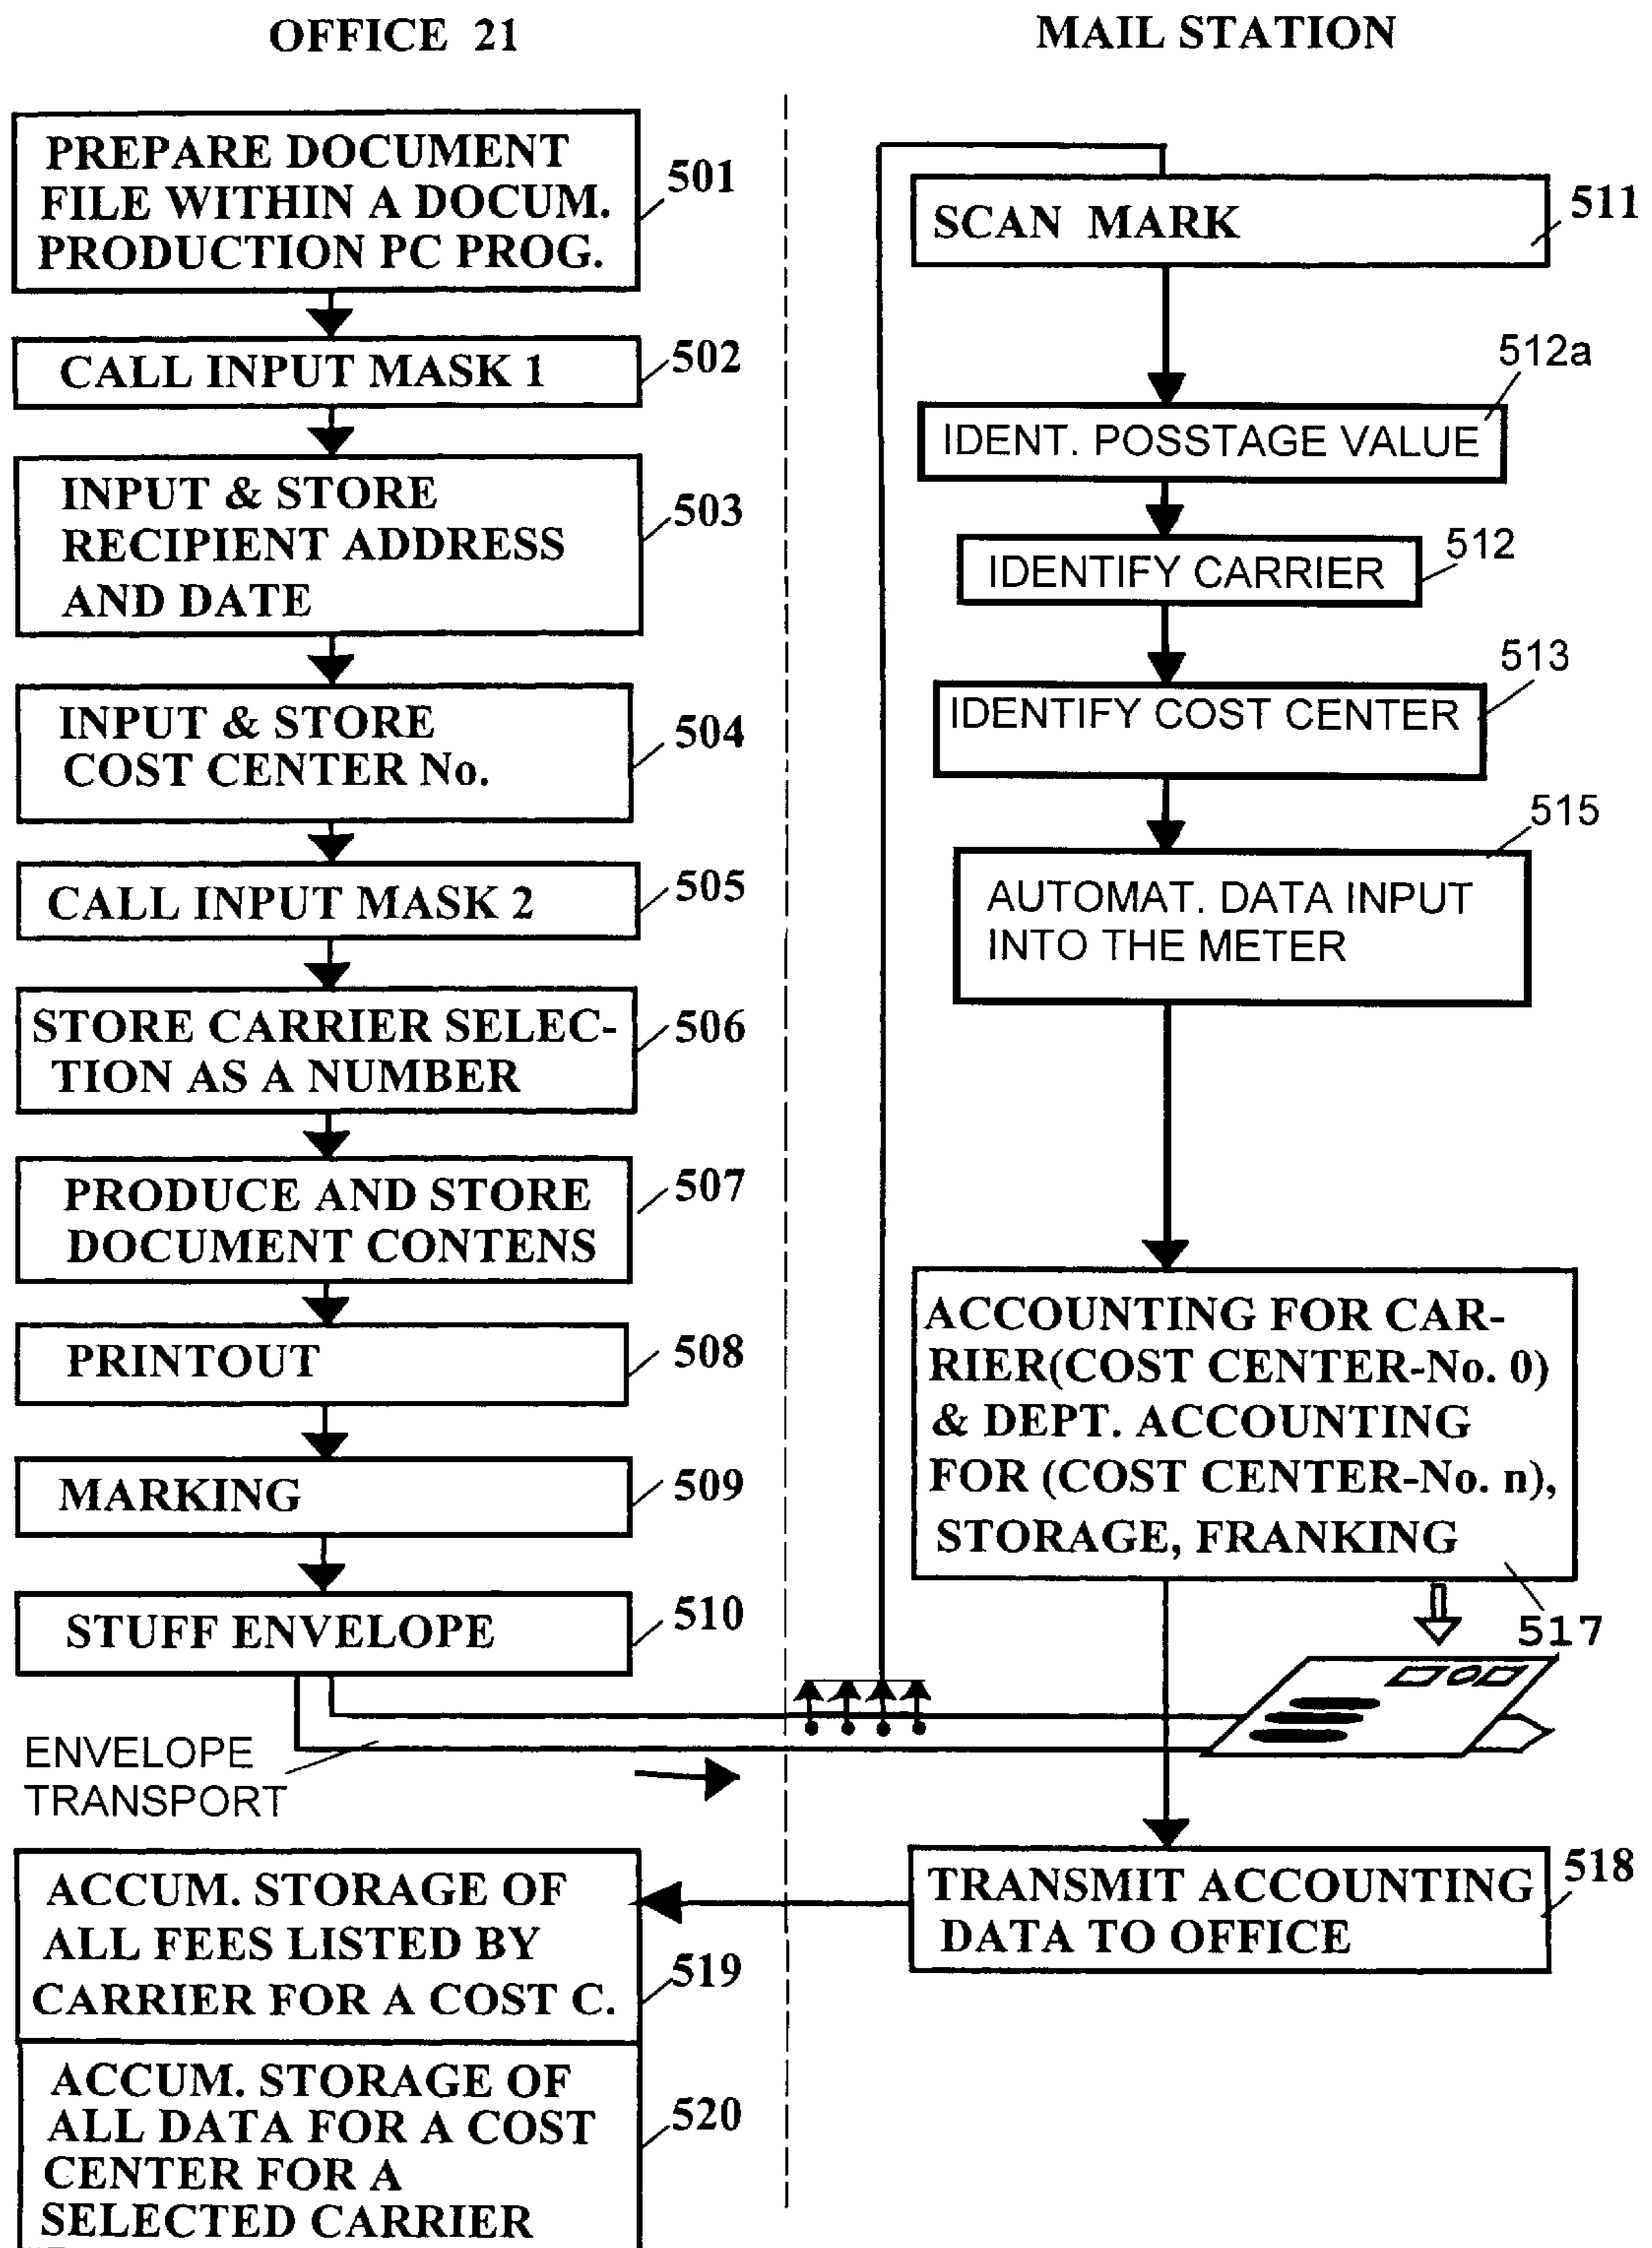 OFFICE 21
PREPARE DOCUMENT
FILE WITHIN A DOCUM.
PRODUCTION PC PROG.
501
CALL INPUT MASK 1
502
INPUT & STORE
RECIPIENT ADDRESS
AND DATE
503
INPUT & STORE
COST CENTER No.
504
CALL INPUT MASK 2
505
STORE CARRIER SELEC-
TION AS A NUMBER
506
PRODUCE AND STORE
DOCUMENT CONTENS
507
PRINTOUT
508
MARKING
509
STUFF ENVELOPE
510
ENVELOPE
TRANSPORT
MAIL STATION
SCAN MARK
511
512a
IDENT. POSSTAGE VALUE
IDENTIFY CARRIER
512
513
IDENTIFY COST CENTER
515
AUTOMAT. DATA INPUT
INTO THE METER
ACCOUNTING FOR CAR-
RIER(COST CENTER-No. 0)
& DEPT. ACCOUNTING
FOR (COST CENTER-No. n),
STORAGE, FRANKING
517
TRANSMIT ACCOUNTING
DATA TO OFFICE
518
ACCUM. STORAGE OF
ALL FEES LISTED BY
CARRIER FOR A COST C.
519
ACCUM. STORAGE OF
ALL DATA FOR A COST
CENTER FOR A
SELECTED CARRIER
520